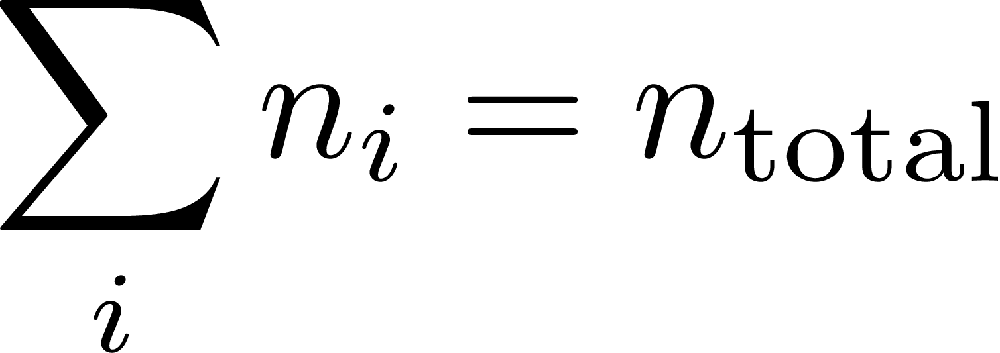 ∑_i n_i = n_total